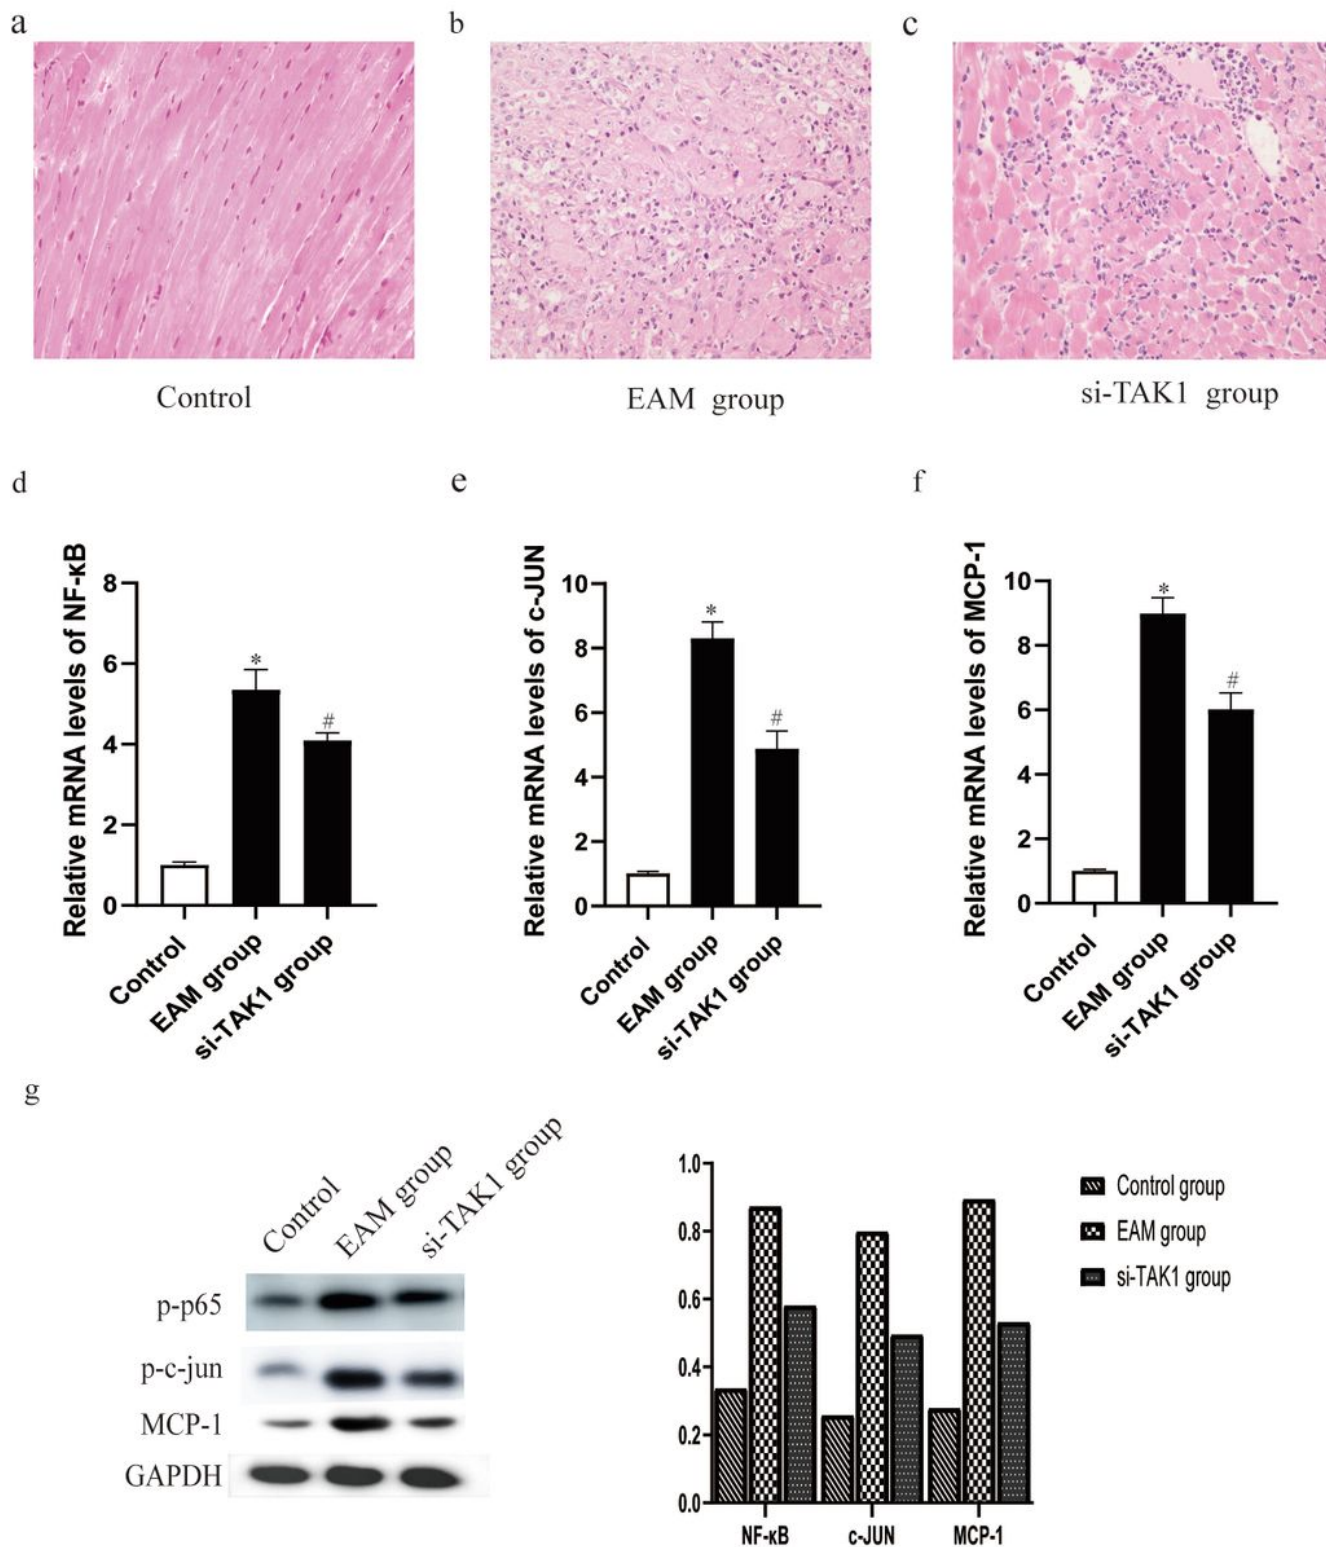 a
b
c
Control
EAM group
si-TAK1 group
d
e
f
Relative mRNA levels of NF-κB
8
6
4
2
0
*
#
Control
EAM group
si-TAK1 group
Relative mRNA levels of c-JUN
10
8
6
4
2
0
*
#
Control
EAM group
si-TAK1 group
Relative mRNA levels of MCP-1
10
8
6
4
2
0
*
#
Control
EAM group
si-TAK1 group
g
Control
EAM group
si-TAK1 group
p-p65
p-c-jun
MCP-1
GAPDH
1.0
0.8
0.6
0.4
0.2
0.0
NF-κB
c-JUN
MCP-1
Control group
EAM group
si-TAK1 group